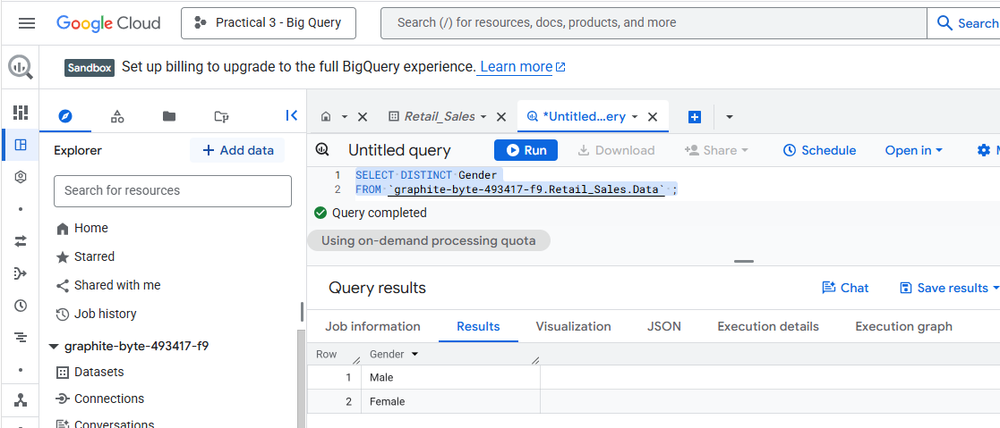 Google Cloud Practical 3 - Big Query Search (/) for resources, docs, products, and more Search
Sandbox Set up billing to upgrade to the full BigQuery experience. Learn more
Retail_Sales *Untitled...ery
Explorer + Add data
Untitled query Run Download Share Schedule Open in
Search for resources
1 SELECT DISTINCT Gender
2 FROM `graphite-byte-493417-f9.Retail_Sales.Data` ;
Query completed
Using on-demand processing quota
Home
Starred
Shared with me
Job history
graphite-byte-493417-f9
Datasets
Connections
Conversations
Query results Chat Save results
Job information Results Visualization JSON Execution details Execution graph
Row Gender
1 Male
2 Female